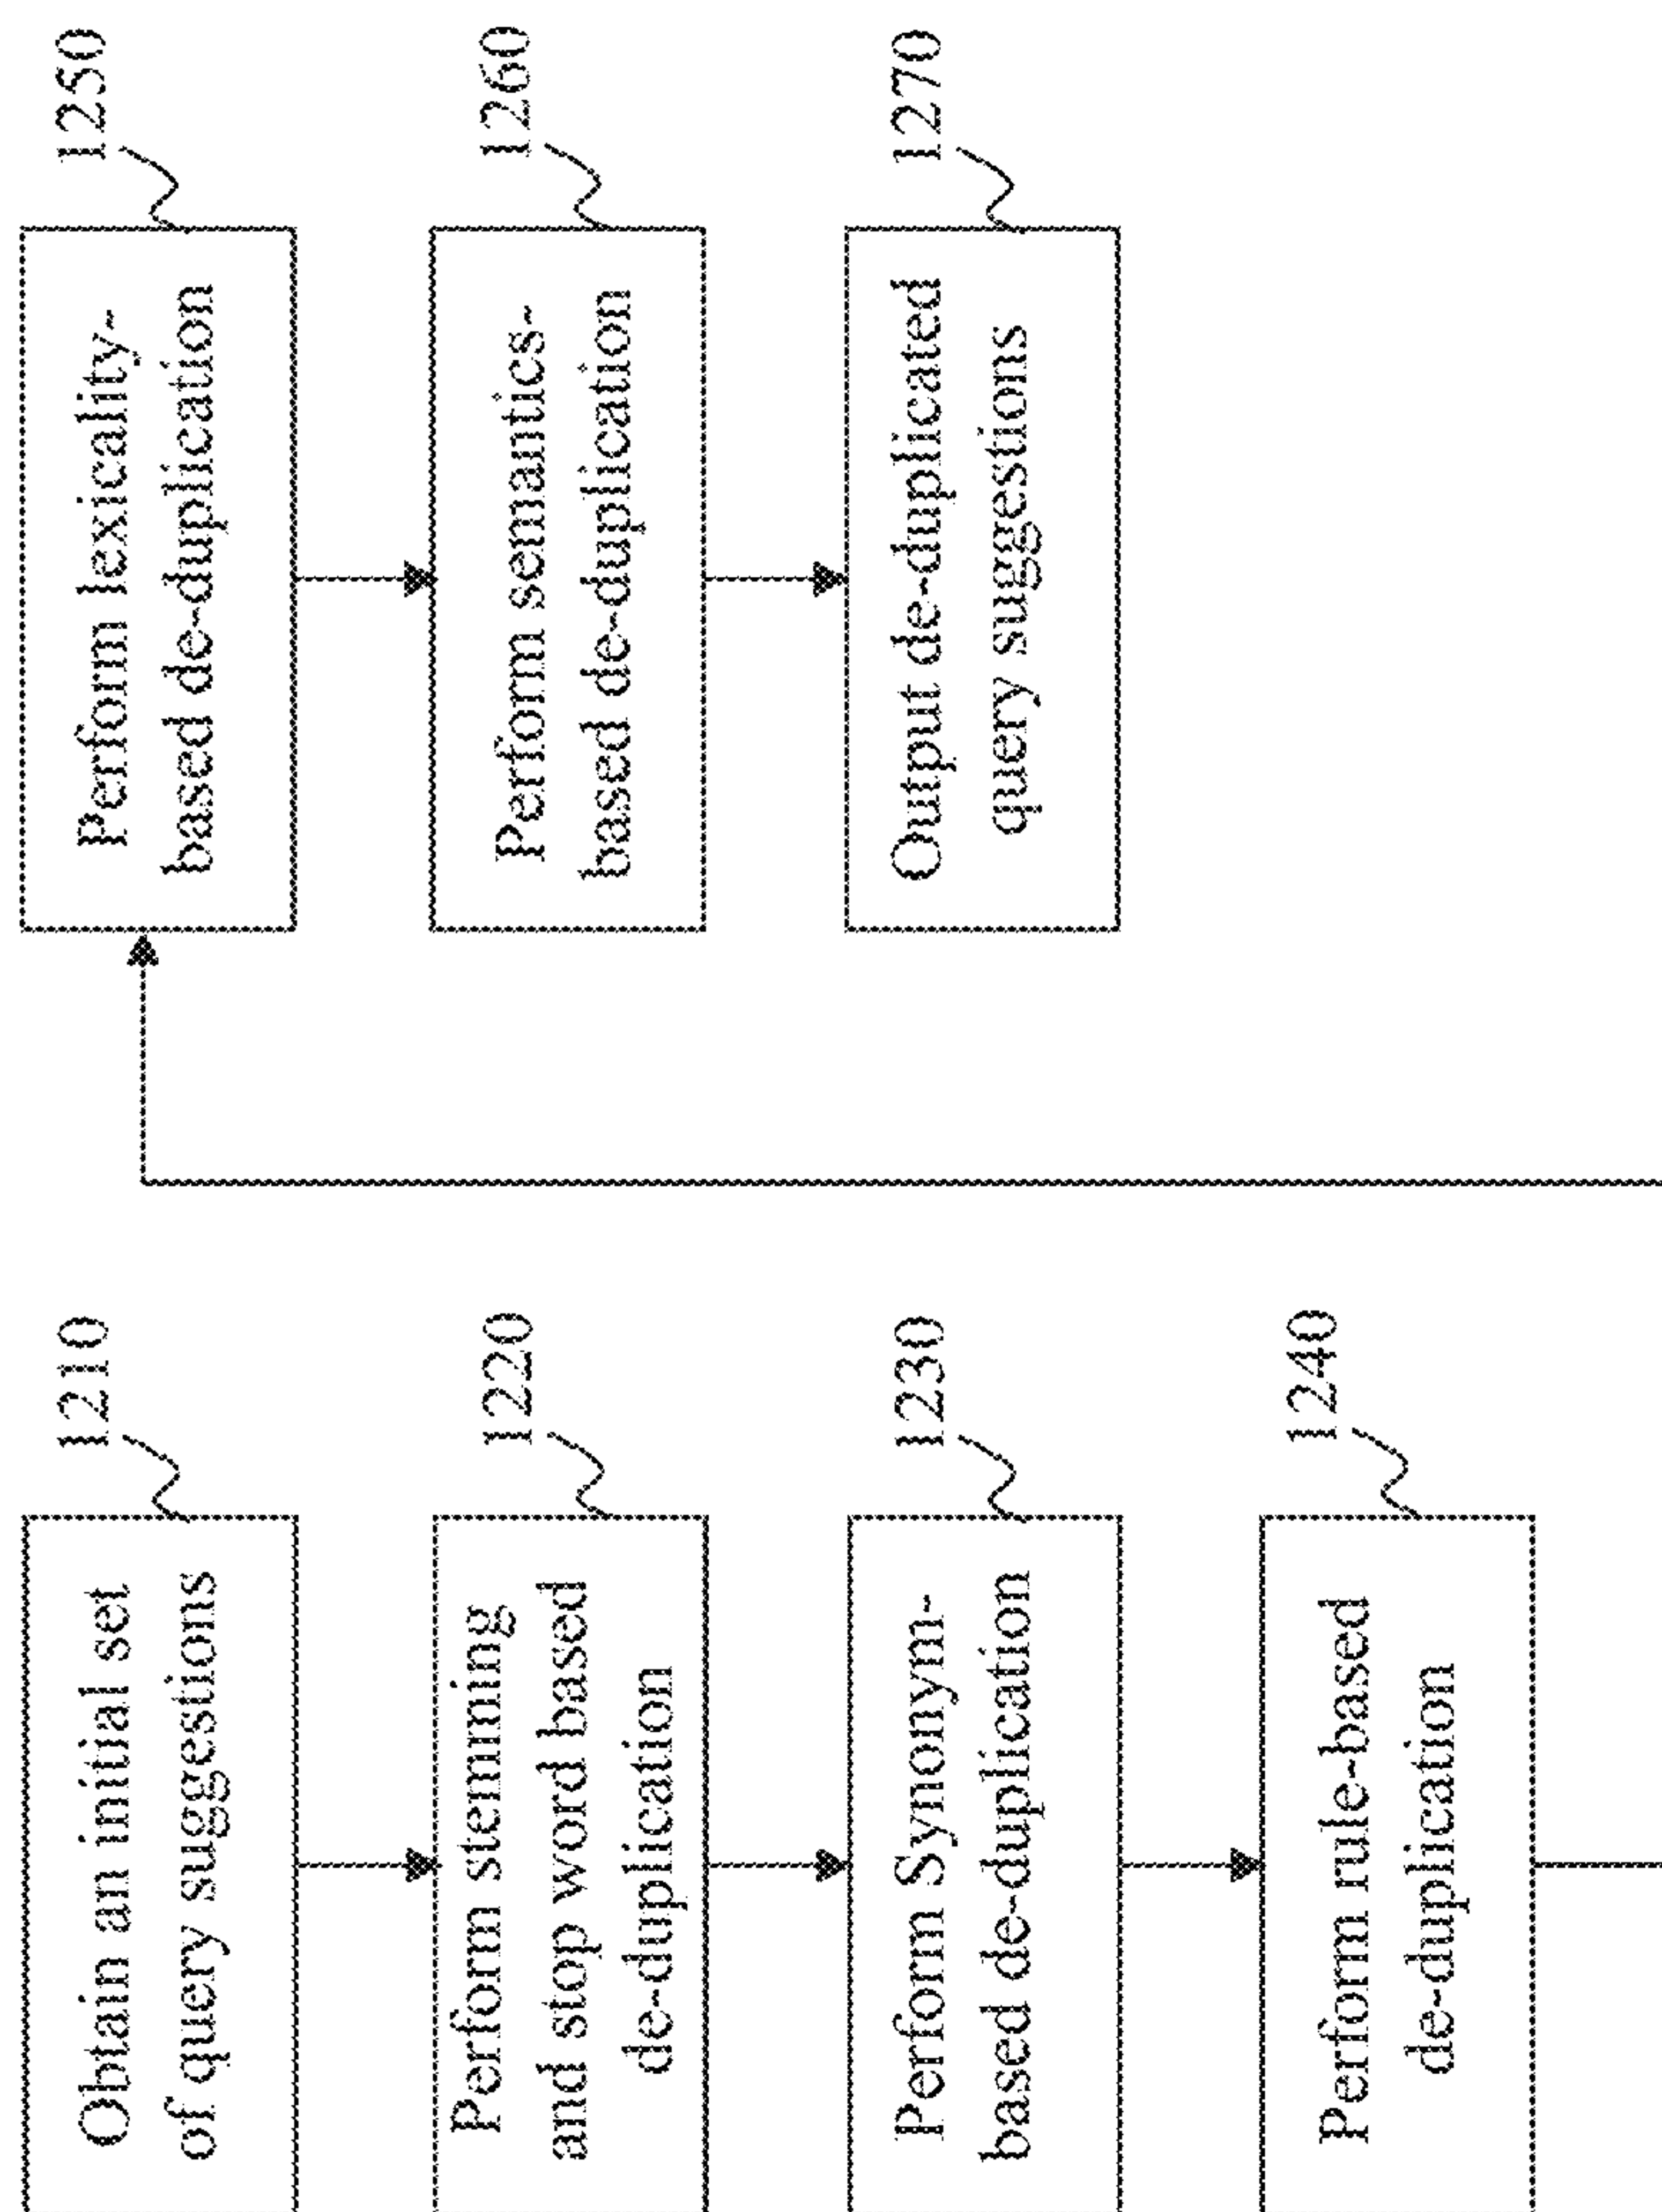 Obtain an initial set
of query suggestions
1210
Perform stemming
and stop word based
de-duplication
1220
Perform Synonym-
based de-duplication
1230
Perform rule-based
de-duplication
1240
Perform lexicality-
based de-duplication
1250
Perform semantics-
based de-duplication
1260
Output de-duplicated
query suggestions
1270